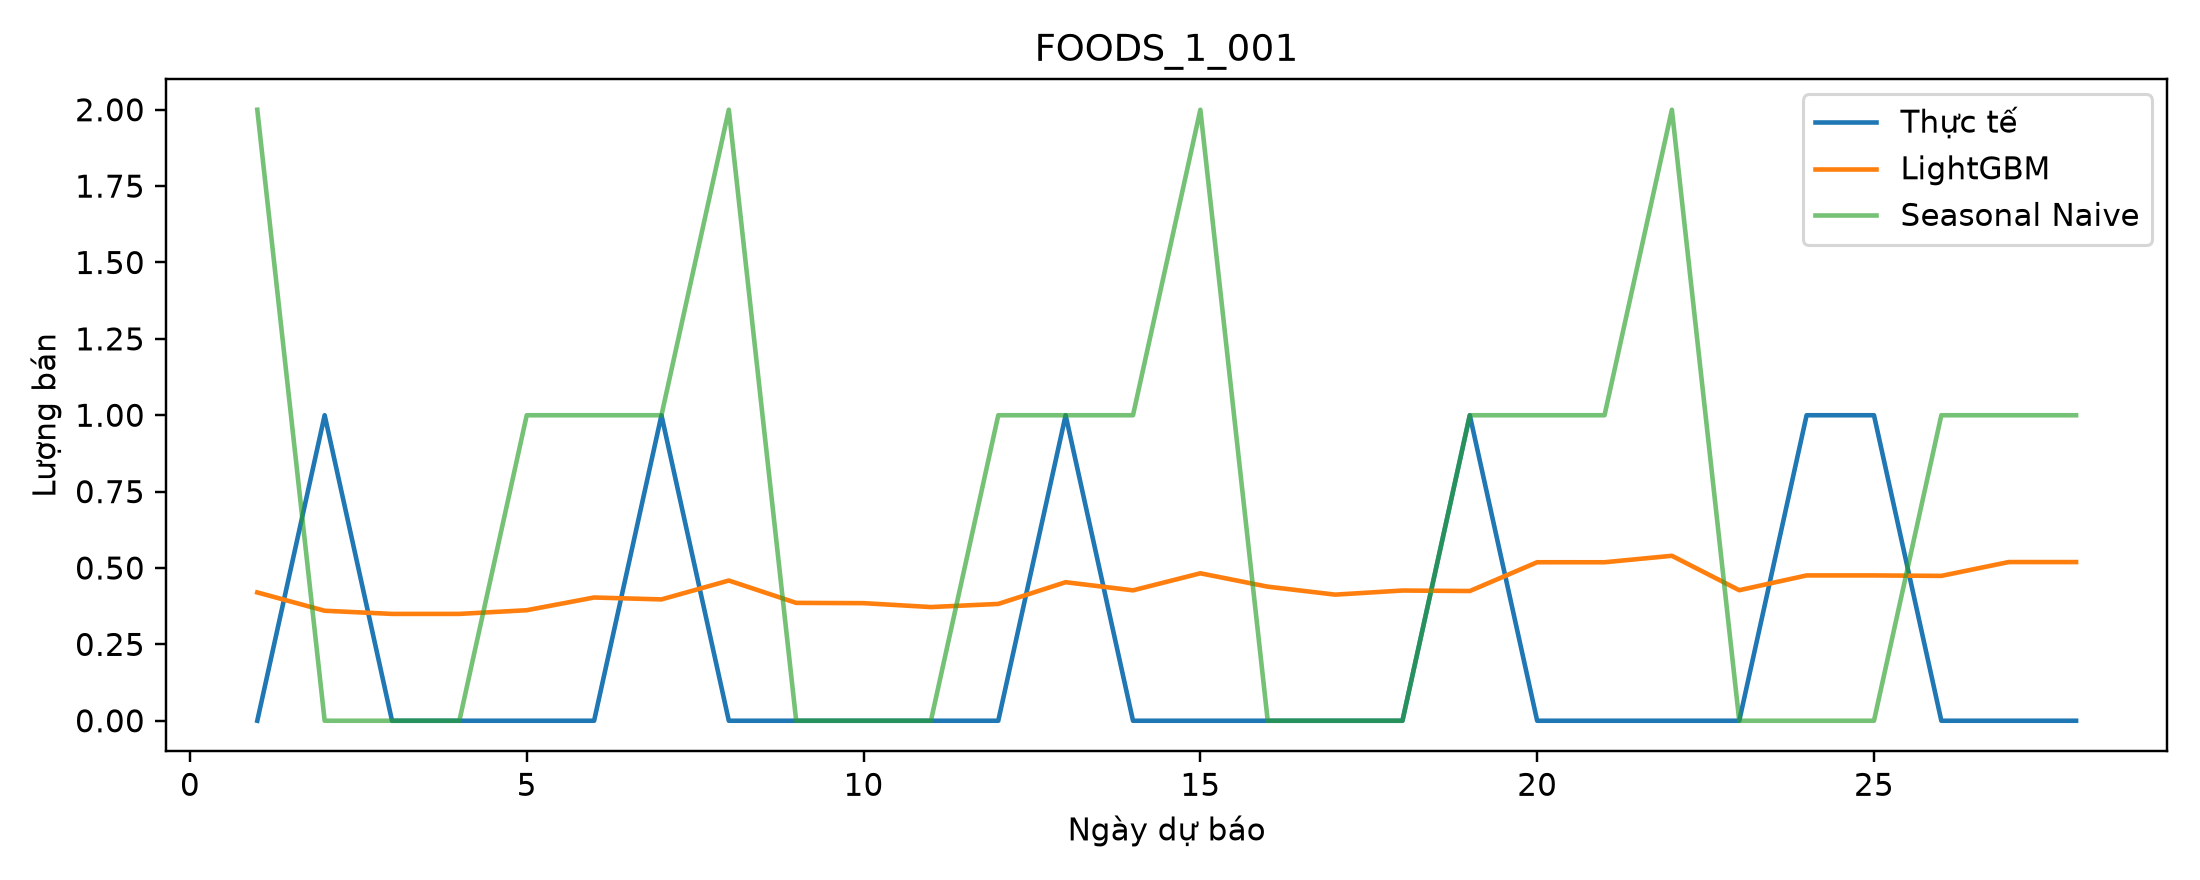 FOODS_1_001
2.00
1.75
1.50
1.25
1.00
0.75
0.50
0.25
0.00
Lượng bán
Thực tế
LightGBM
Seasonal Naive
0 5 10 15 20 25
Ngày dự báo